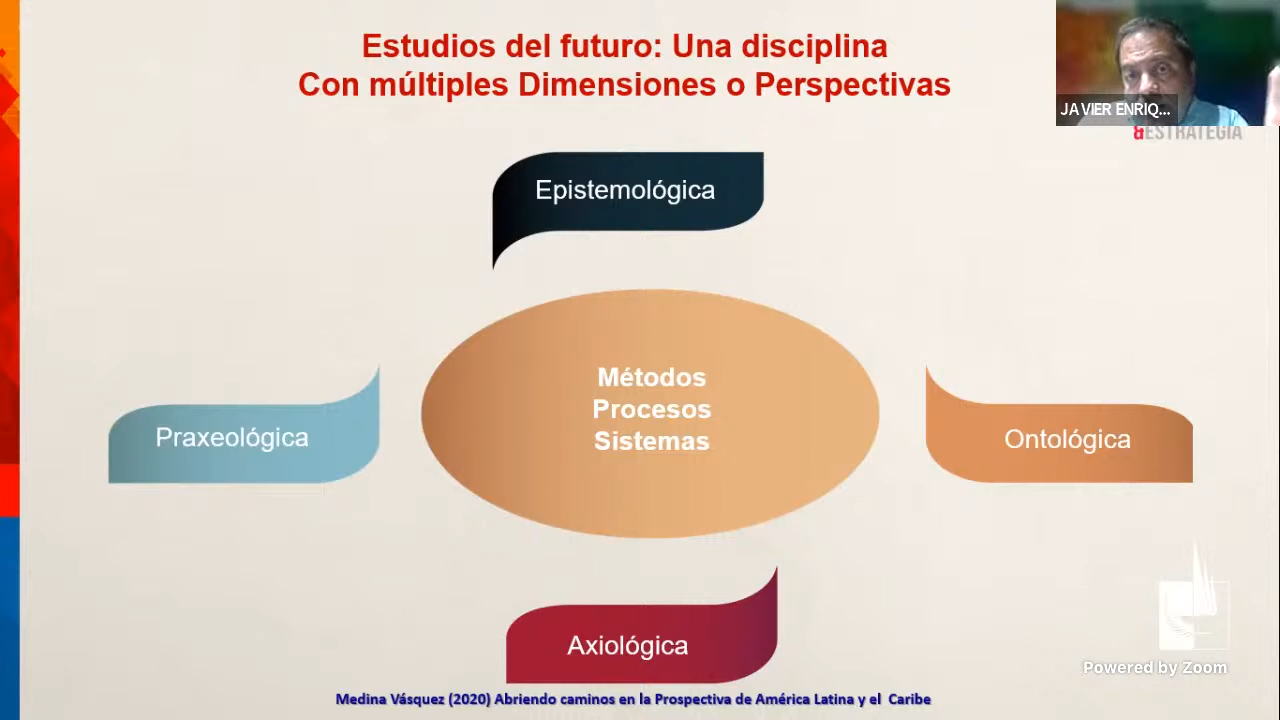 Estudios del futuro: Una disciplina
Con múltiples Dimensiones o Perspectivas
JAVIER ENRIQ...
&ESTRATEGIA
Epistemológica
Métodos
Procesos
Sistemas
Praxeológica
Ontológica
Axiológica
Powered by Zoom
Medina Vásquez (2020) Abriendo caminos en la Prospectiva de América Latina y el Caribe